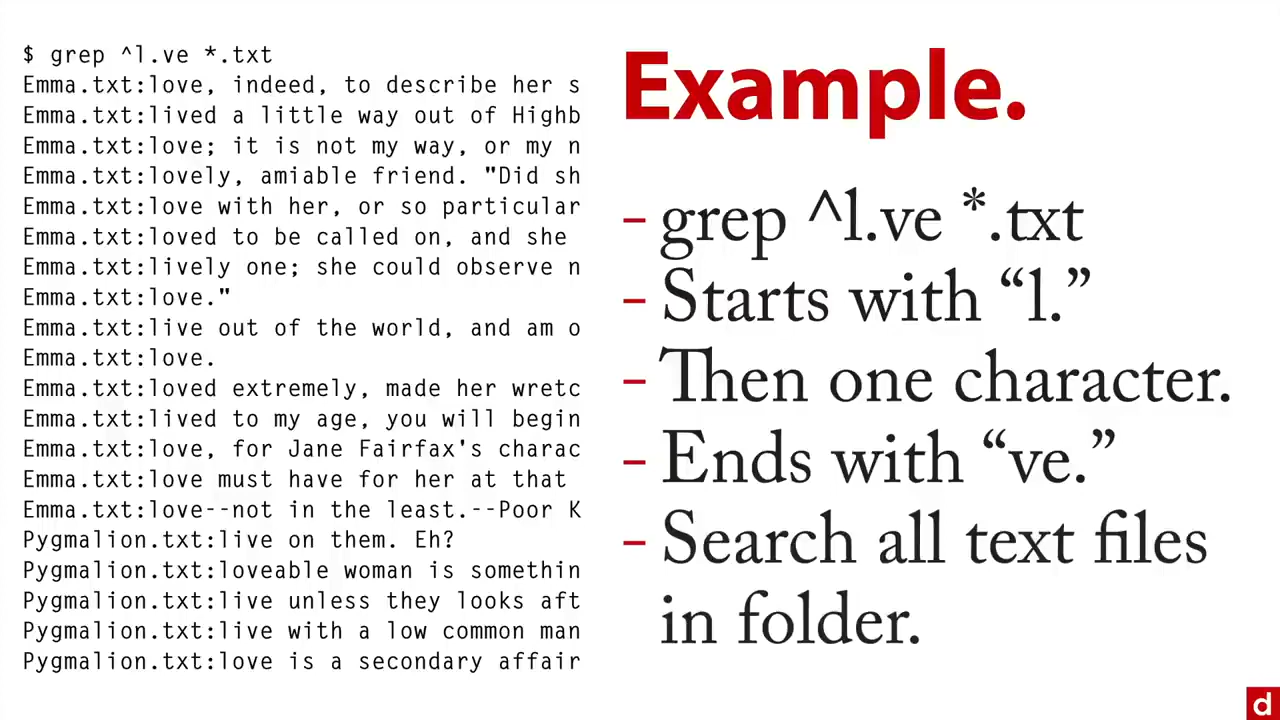 $ grep ^l.ve *.txt
Emma.txt:love, indeed, to describe her s
Emma.txt:lived a little way out of Highb
Emma.txt:love; it is not my way, or my n
Emma.txt:lovely, amiable friend. "Did sh
Emma.txt:love with her, or so particular
Emma.txt:loved to be called on, and she
Emma.txt:lively one; she could observe n
Emma.txt:love."
Emma.txt:live out of the world, and am o
Emma.txt:love.
Emma.txt:loved extremely, made her wretc
Emma.txt:lived to my age, you will begin
Emma.txt:love, for Jane Fairfax's charac
Emma.txt:love must have for her at that
Emma.txt:love--not in the least.--Poor K
Pygmalion.txt:live on them. Eh?
Pygmalion.txt:loveable woman is somethin
Pygmalion.txt:live unless they looks aft
Pygmalion.txt:live with a low common man
Pygmalion.txt:love is a secondary affair
Example.
– grep ^l.ve *.txt
– Starts with “l.”
– Then one character.
– Ends with “ve.”
– Search all text files
in folder.
d